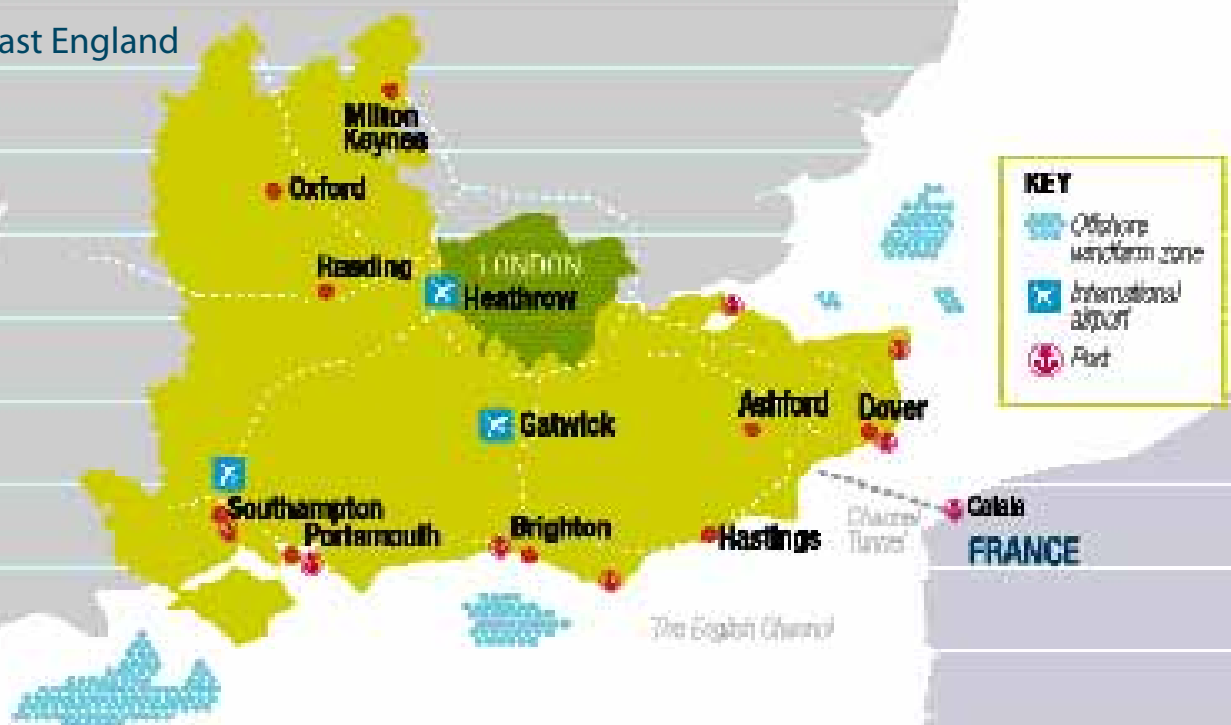 ast England
Milton
Keynes
Oxford
Reading
LONDON
Heathrow
KEY
Offshore
windfarm zone
International
airport
Port
Gatwick
Ashford
Dover
Southampton
Portsmouth
Brighton
Hastings
Channel
Tunnel
Calais
FRANCE
The English Channel